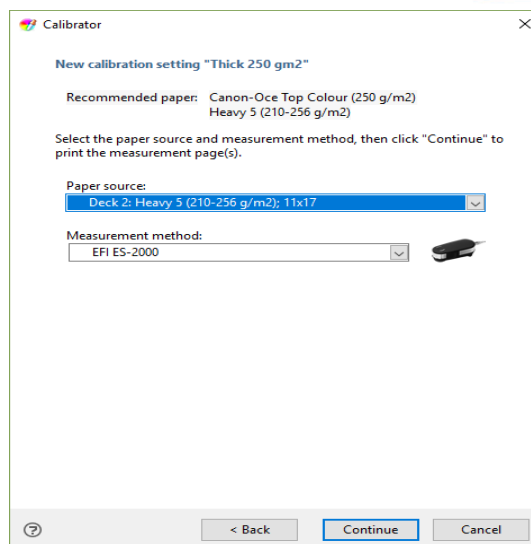 Calibrator
New calibration setting "Thick 250 gm2"
Recommended paper: Canon-Oce Top Colour (250 g/m2)
Heavy 5 (210-256 g/m2)
Select the paper source and measurement method, then click "Continue" to
print the measurement page(s).
Paper source:
Deck 2: Heavy 5 (210-256 g/m2); 11x17
Measurement method:
EFI ES-2000
?
< Back
Continue
Cancel